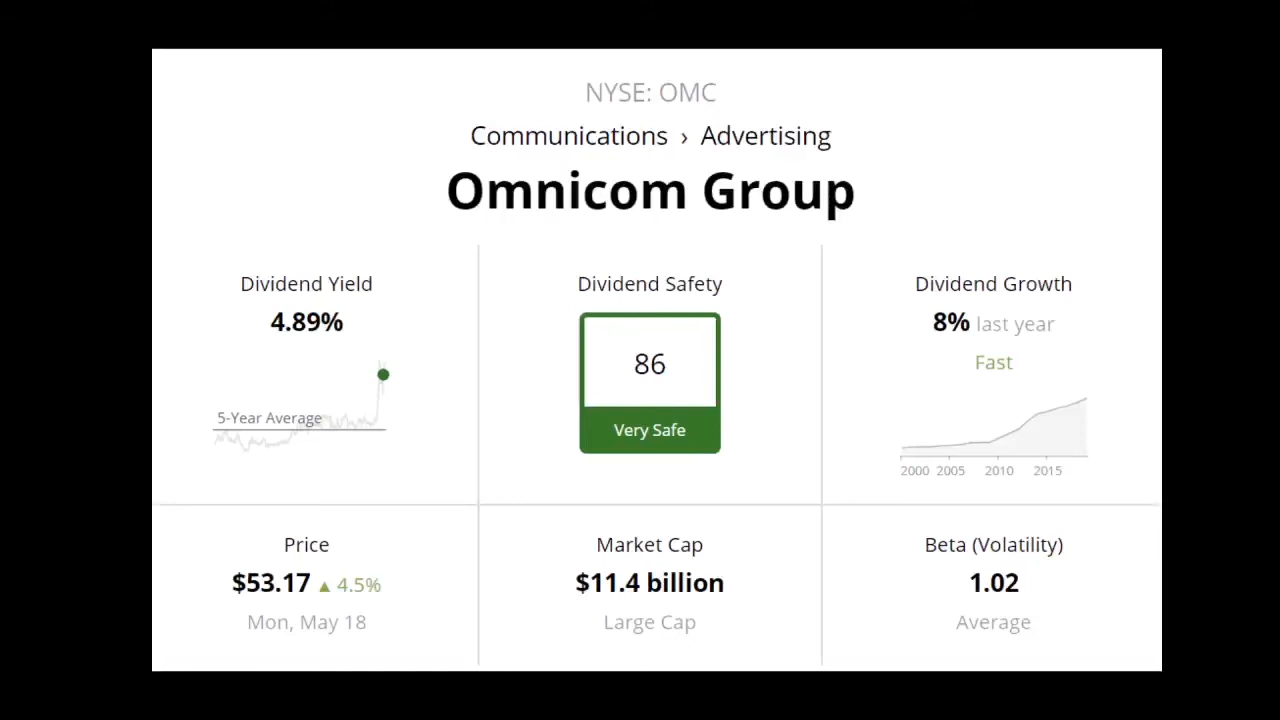 NYSE: OMC
Communications › Advertising
Omnicom Group
Dividend Yield
4.89%
5-Year Average
Dividend Safety
86
Very Safe
Dividend Growth
8% last year
Fast
2000 2005 2010 2015
Price
$53.17 ▲ 4.5%
Mon, May 18
Market Cap
$11.4 billion
Large Cap
Beta (Volatility)
1.02
Average